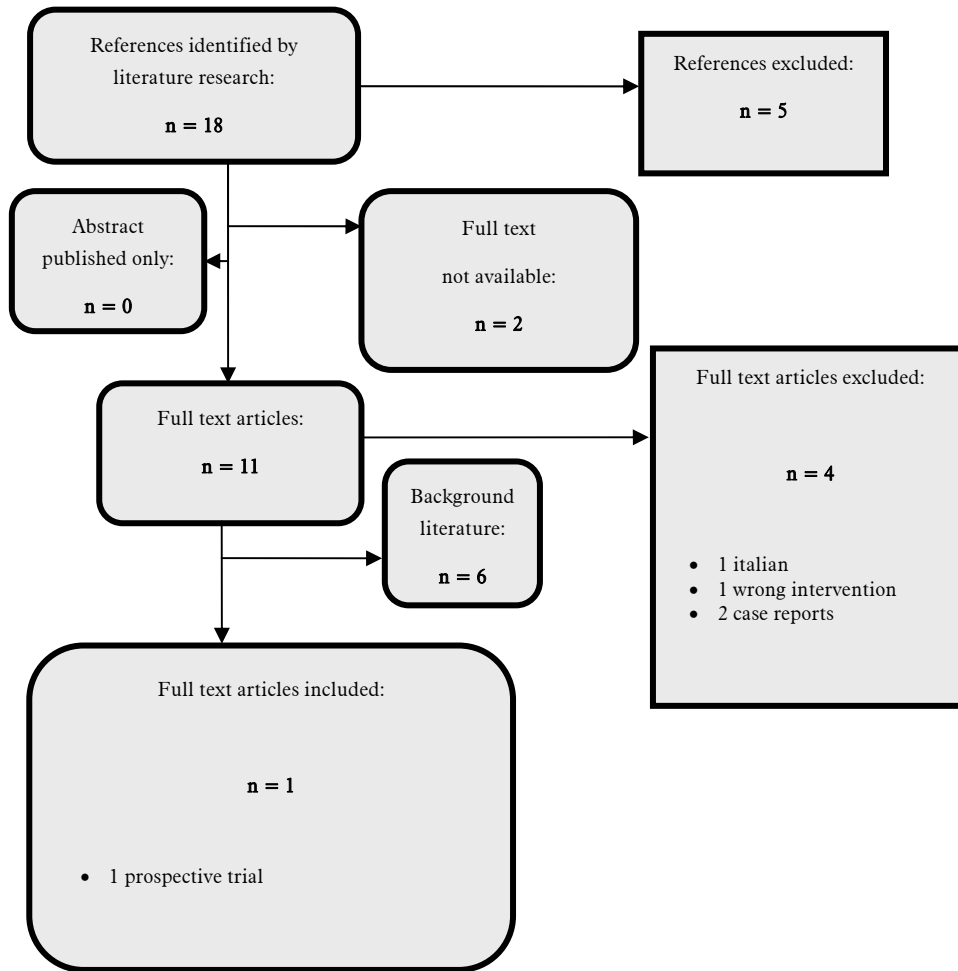 References identified by
literature research:
n = 18
References excluded:
n = 5
Abstract
published only:
n = 0
Full text
not available:
n = 2
Full text articles:
n = 11
Full text articles excluded:
n = 4
• 1 italian
• 1 wrong intervention
• 2 case reports
Background
literature:
n = 6
Full text articles included:
n = 1
• 1 prospective trial